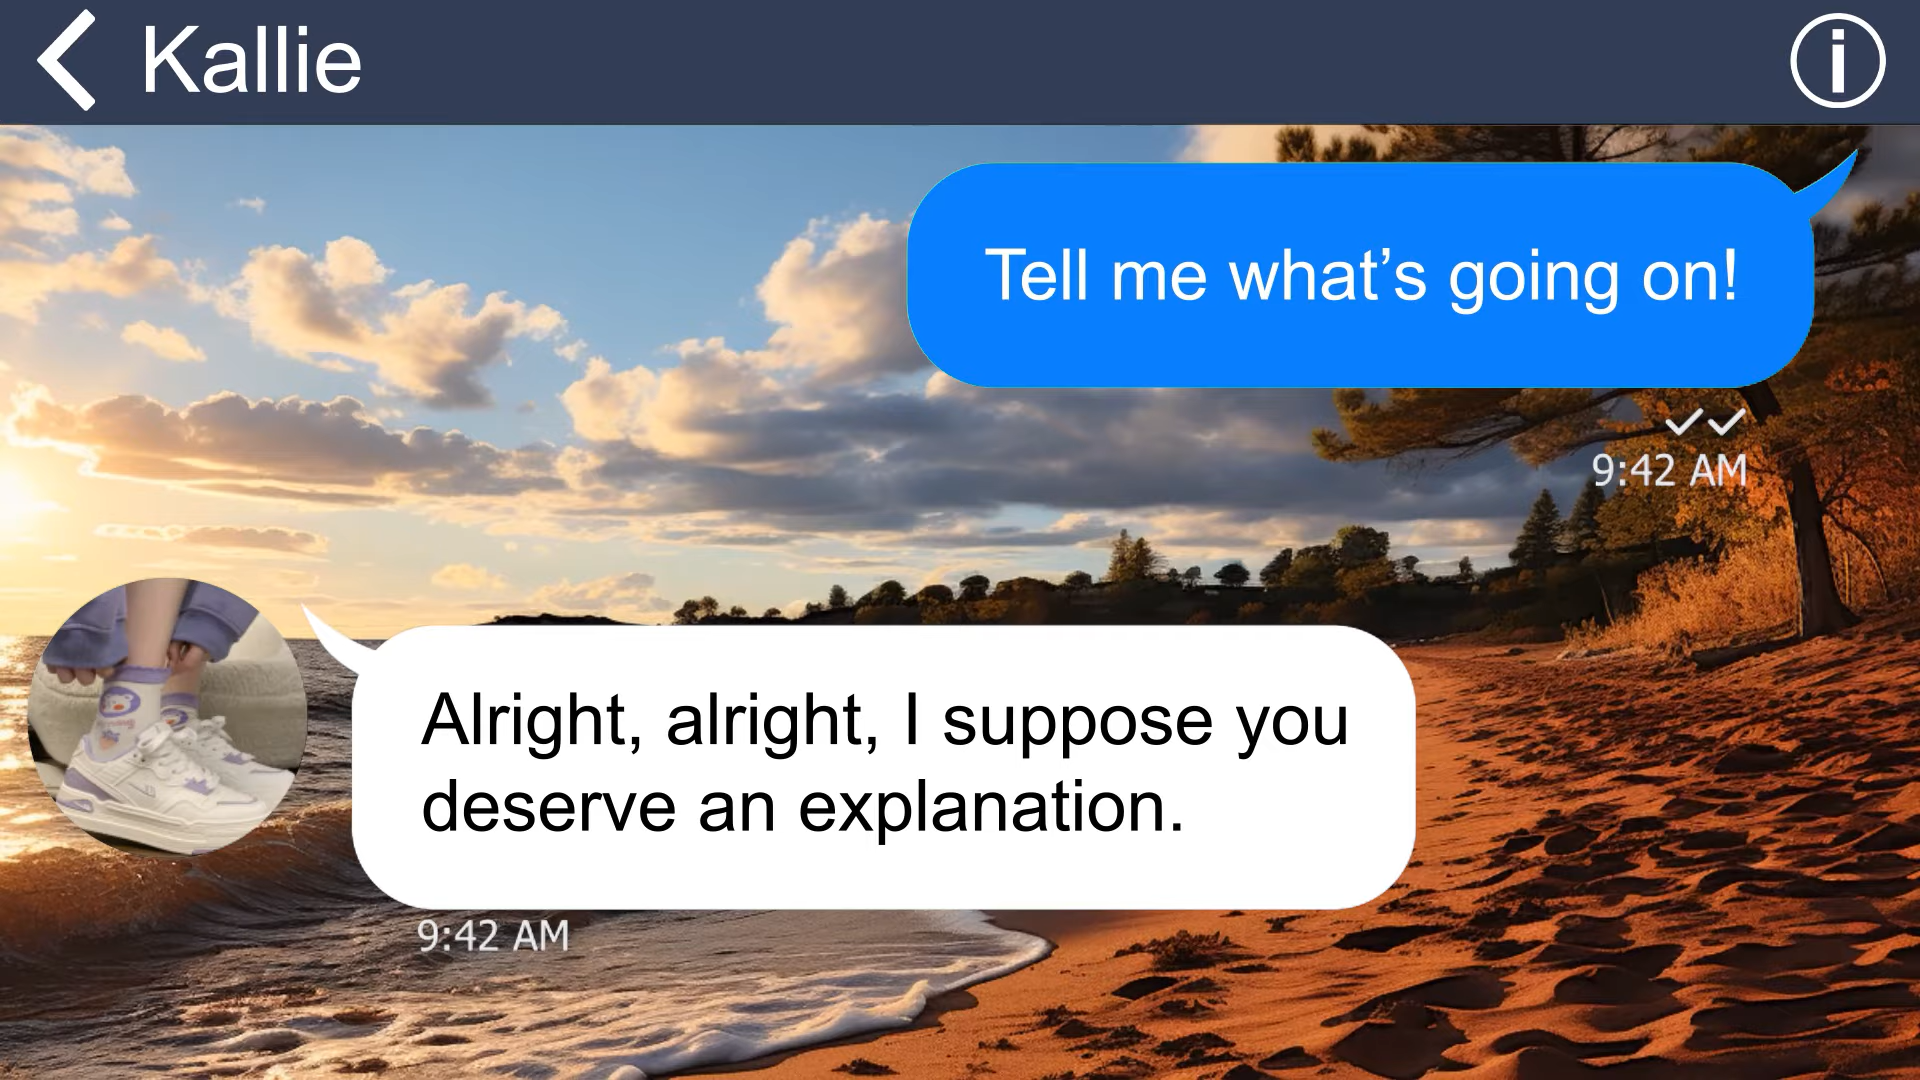 Kallie
Tell me what’s going on!
9:42 AM
Alright, alright, I suppose you
deserve an explanation.
9:42 AM